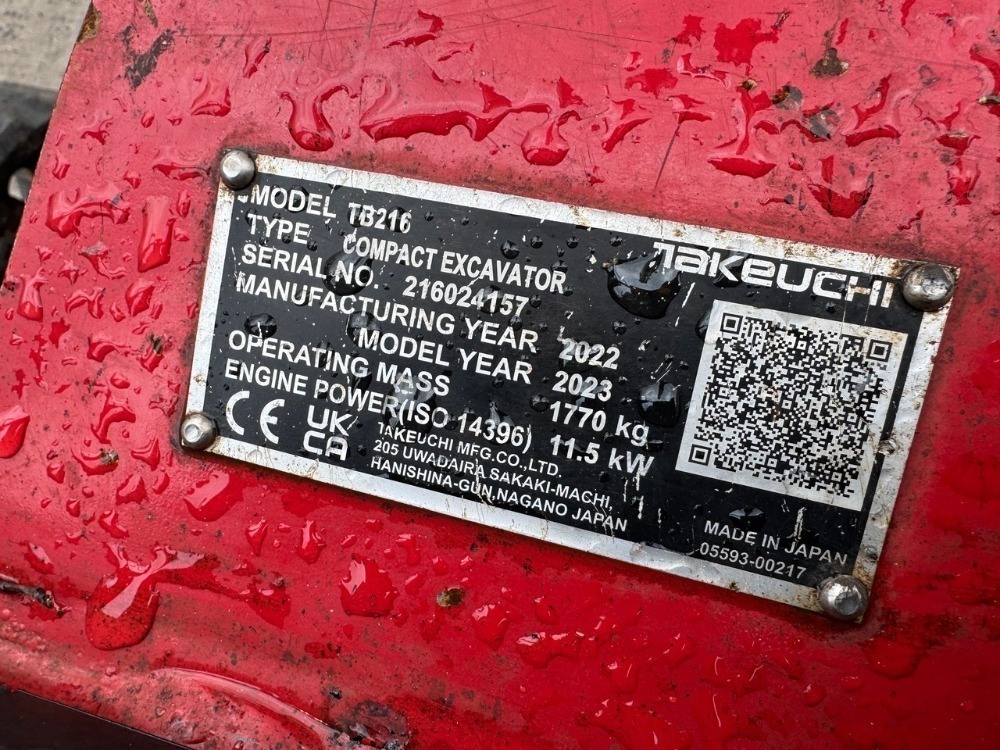 MODEL TB216
TYPE COMPACT EXCAVATOR
SERIAL NO. 216024157
MANUFACTURING YEAR 2022
MODEL YEAR 2023
OPERATING MASS 1770 kg
ENGINE POWER(ISO 14396) 11.5 kW
CE UK CA
TAKEUCHI MFG.CO.,LTD.
205 UWADAIRA SAKAKI-MACHI,
HANISHINA-GUN,NAGANO JAPAN
TAKEUCHI
MADE IN JAPAN
05593-00217